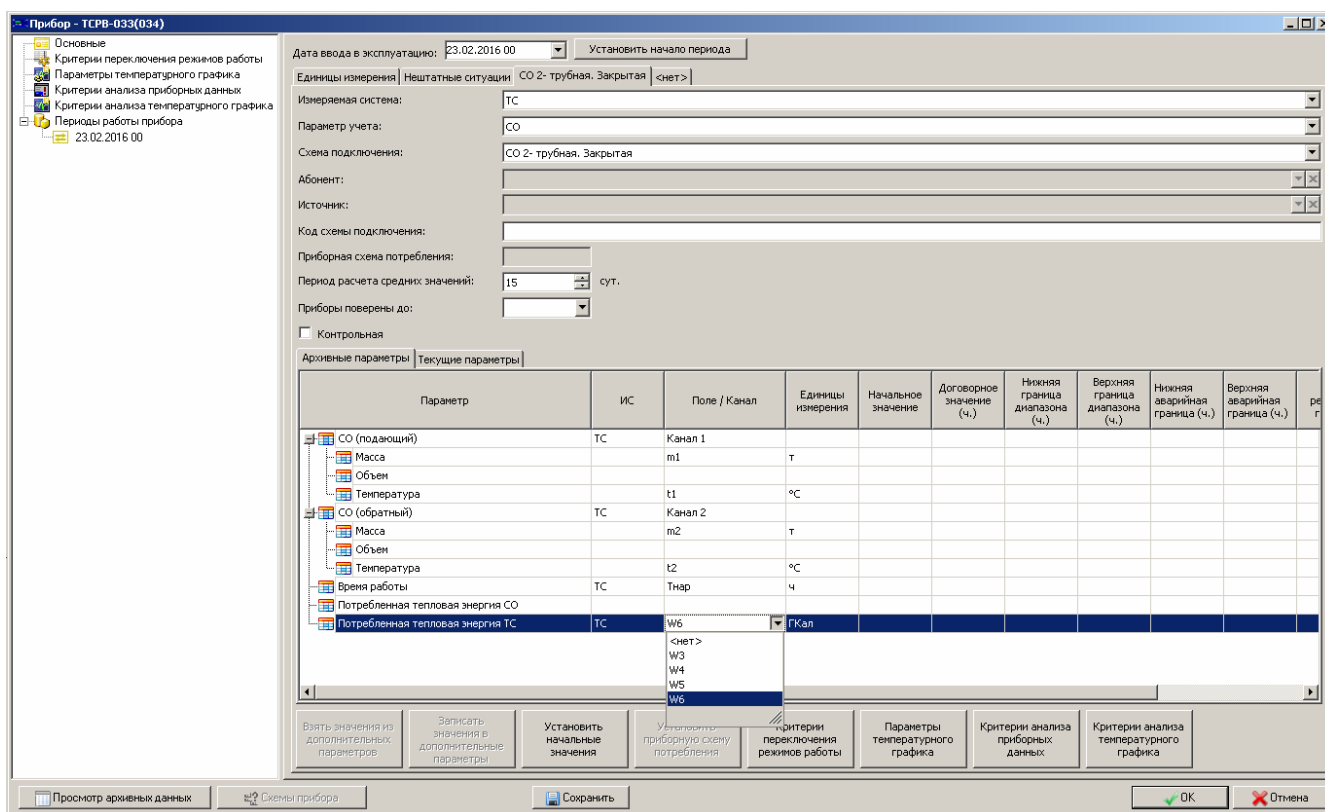 Прибор - ТСРВ-033(034)
Основные
Критерии переключения режимов работы
Параметры температурного графика
Критерии анализа приборных данных
Критерии анализа температурного графика
Периоды работы прибора
23.02.2016 00
Дата ввода в эксплуатацию: 23.02.2016 00 Установить начало периода
Единицы измерения Нештатные ситуации СО 2- трубная. Закрытая <нет>
Измеряемая система: ТС
Параметр учета: СО
Схема подключения: СО 2- трубная. Закрытая
Абонент:
Источник:
Код схемы подключения:
Приборная схема потребления:
Период расчета средних значений: 15 сут.
Приборы поверены до:
Контрольная
Архивные параметры Текущие параметры
Параметр ИС Поле / Канал Единицы измерения Начальное значение Договорное значение (ч.) Нижняя граница диапазона (ч.) Верхняя граница диапазона (ч.) Нижняя аварийная граница (ч.) Верхняя аварийная граница (ч.)
СО (подающий) ТС Канал 1
Масса m1 т
Объем
Температура t1 °C
СО (обратный) ТС Канал 2
Масса m2 т
Объем
Температура t2 °C
Время работы ТС Тнар ч
Потребленная тепловая энергия СО
Потребленная тепловая энергия ТС ТС W6 ГКал
<нет>
W3
W4
W5
W6
Взять значения из дополнительных параметров
Записать значения в дополнительные параметры
Установить начальные значения
приборную схему потребления
Критерии переключения режимов работы
Параметры температурного графика
Критерии анализа приборных данных
Критерии анализа температурного графика
Просмотр архивных данных Схемы прибора Сохранить OK Отмена